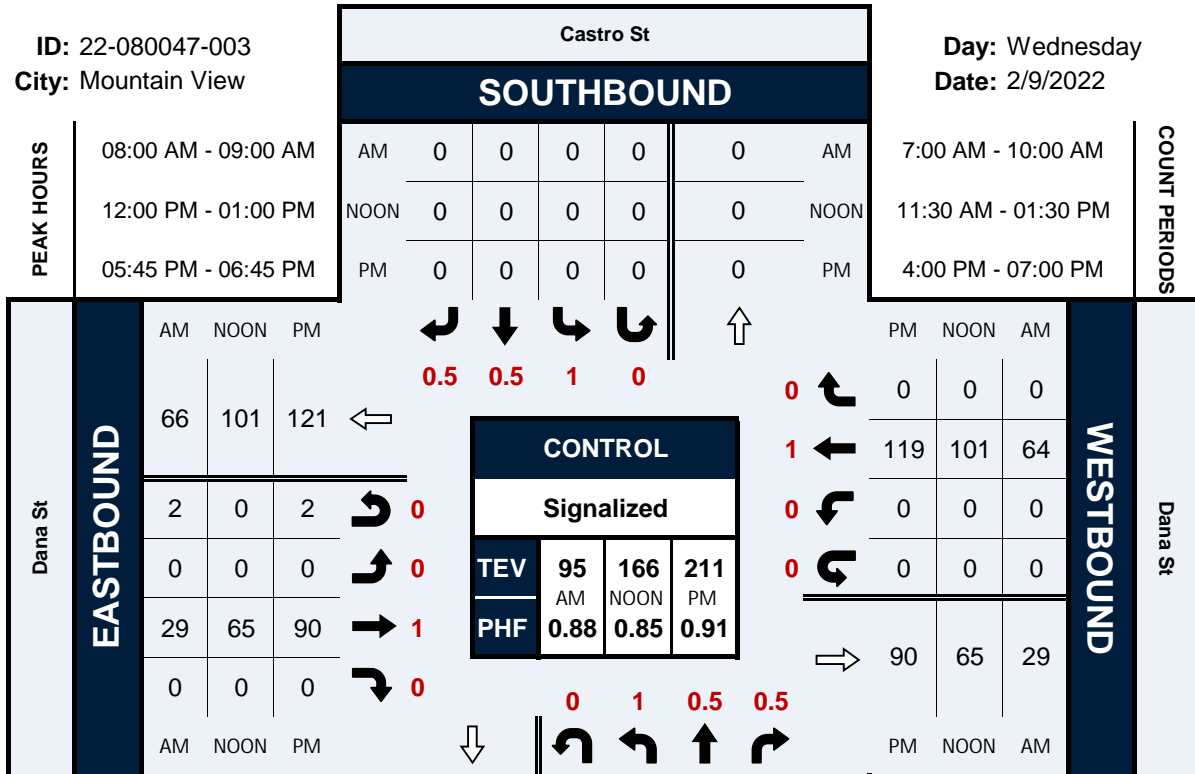 ID: 22-080047-003
City: Mountain View
Castro St
SOUTHBOUND
Day: Wednesday
Date: 2/9/2022
PEAK HOURS
08:00 AM - 09:00 AM
12:00 PM - 01:00 PM
05:45 PM - 06:45 PM
AM 0 0 0 0 0 AM
NOON 0 0 0 0 0 NOON
PM 0 0 0 0 0 PM
7:00 AM - 10:00 AM
11:30 AM - 01:30 PM
4:00 PM - 07:00 PM
COUNT PERIODS
0.5 0.5 1 0
Dana St
EASTBOUND
AM NOON PM
66 101 121
2 0 2 0
0 0 0 0
29 65 90 1
0 0 0 0
AM NOON PM
CONTROL
Signalized
TEV 95 166 211
AM NOON PM
PHF 0.88 0.85 0.91
0 1 0.5 0.5
PM NOON AM
0 0 0 0
1 119 101 64
0 0 0 0
0 0 0 0
90 65 29
PM NOON AM
WESTBOUND
Dana St